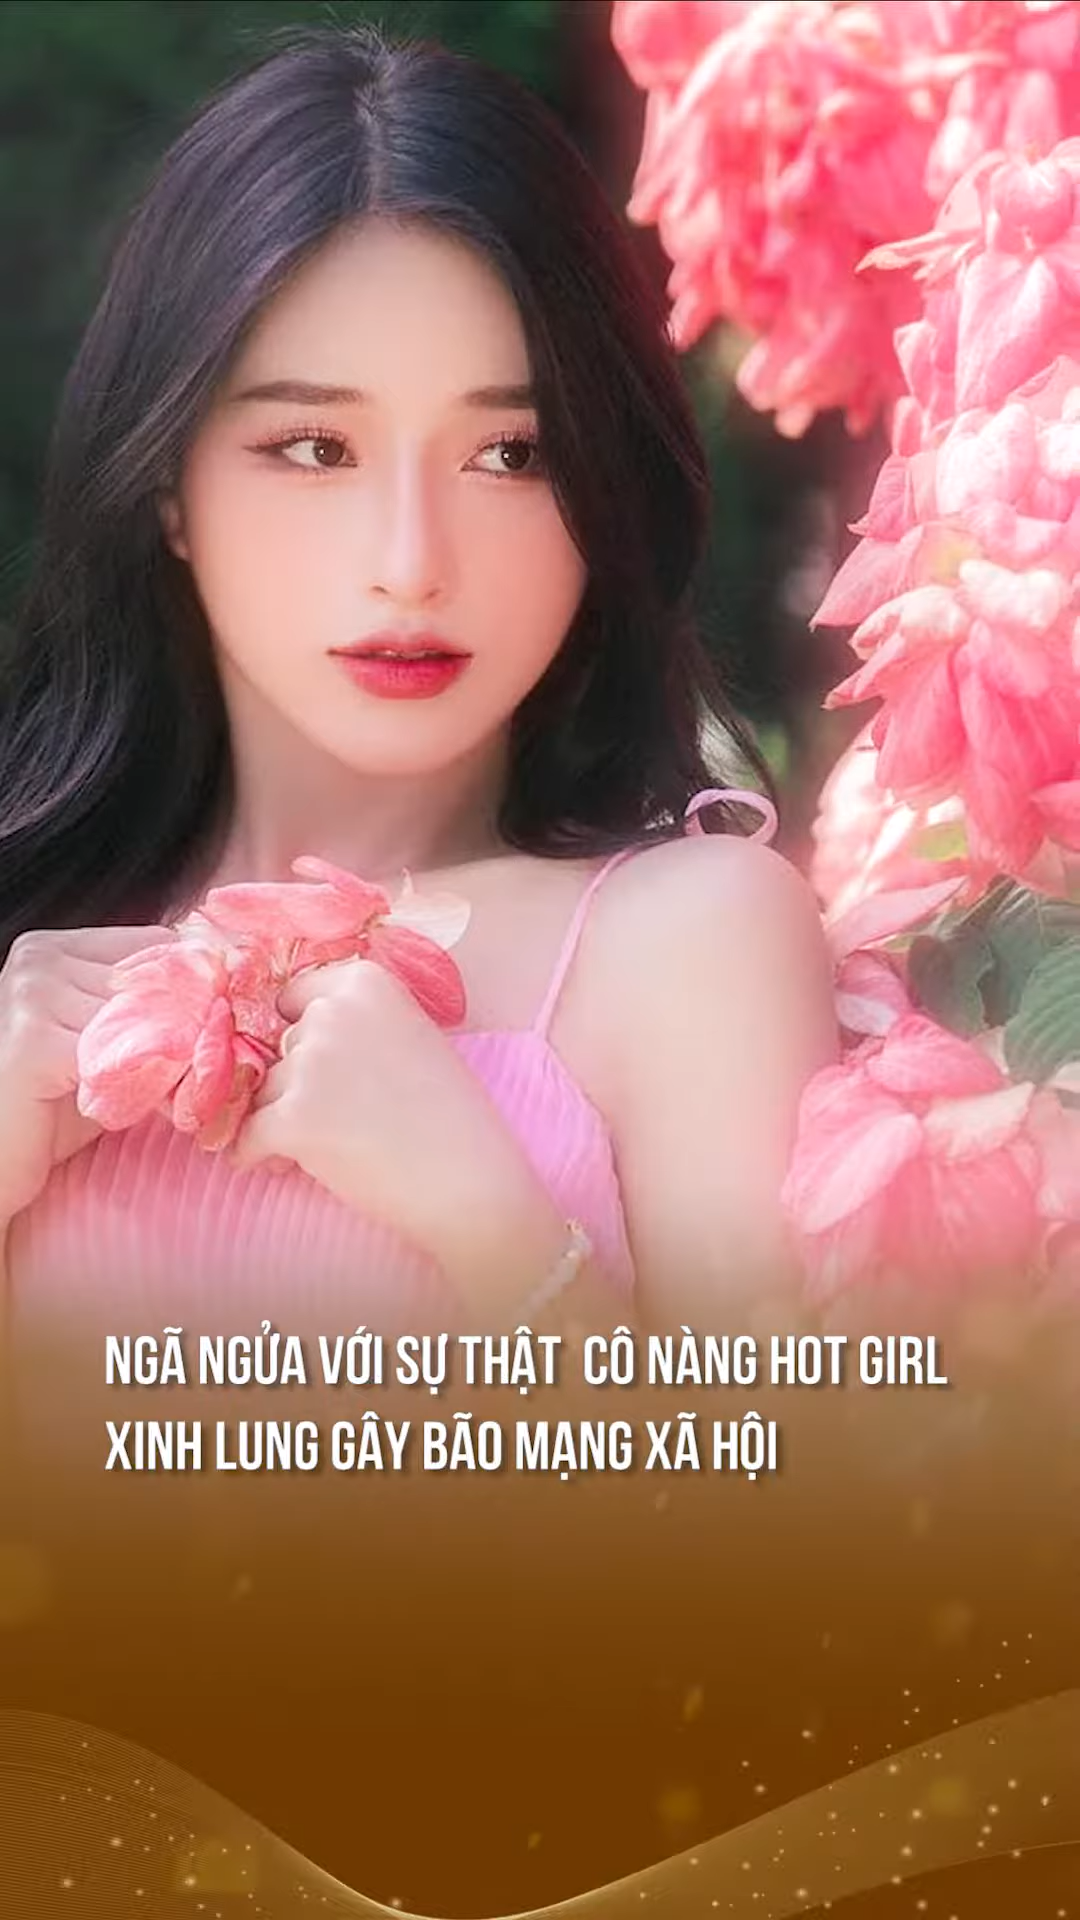 NGÃ NGỬA VỚI SỰ THẬT CÔ NÀNG HOT GIRL
XINH LUNG GÂY BÃO MẠNG XÃ HỘI